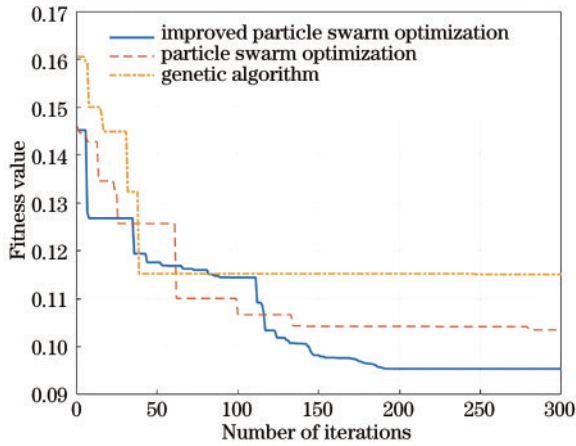 0.17
improved particle swarm optimization
particle swarm optimization
genetic algorithm
0.16
0.15
0.14
0.13
0.12
0.11
0.10
0.09
Fitness value
0 50 100 150 200 250 300
Number of iterations